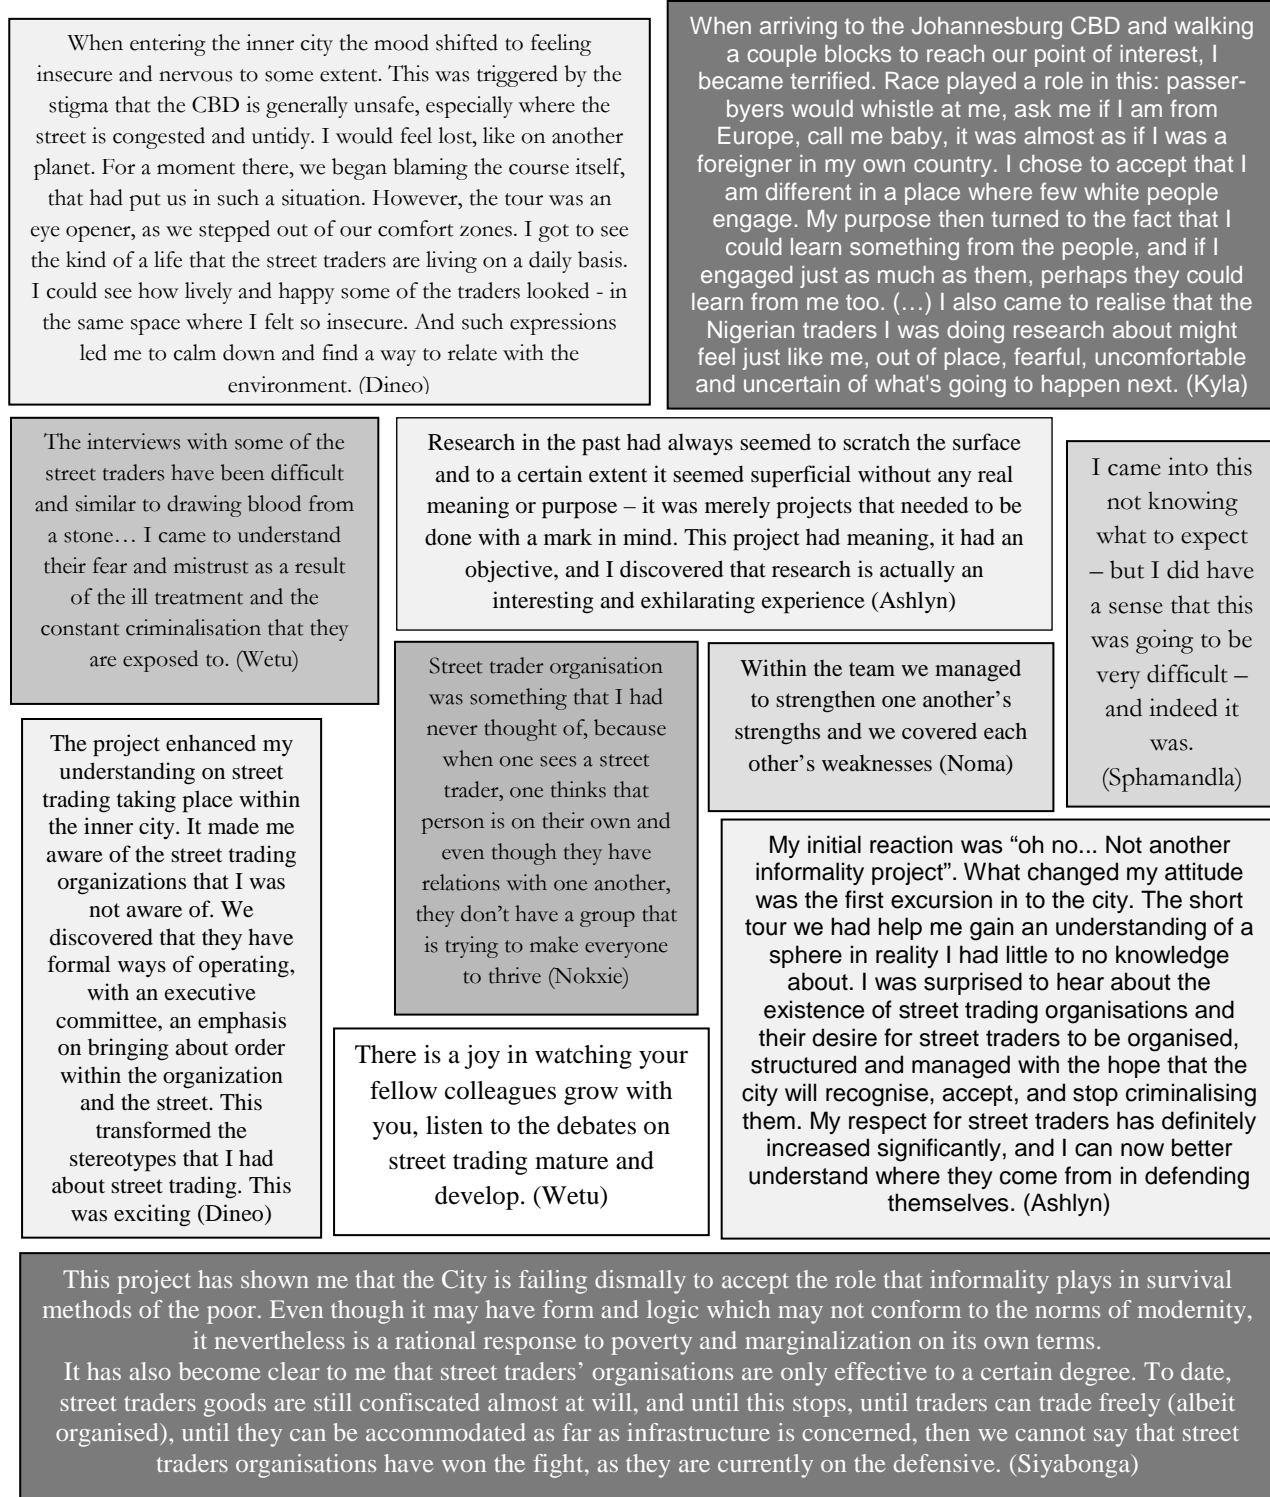 When entering the inner city the mood shifted to feeling
insecure and nervous to some extent. This was triggered by the
stigma that the CBD is generally unsafe, especially where the
street is congested and untidy. I would feel lost, like on another
planet. For a moment there, we began blaming the course itself,
that had put us in such a situation. However, the tour was an
eye opener, as we stepped out of our comfort zones. I got to see
the kind of a life that the street traders are living on a daily basis.
I could see how lively and happy some of the traders looked - in
the same space where I felt so insecure. And such expressions
led me to calm down and find a way to relate with the
environment. (Dineo)
When arriving to the Johannesburg CBD and walking
a couple blocks to reach our point of interest, I
became terrified. Race played a role in this: passer-
byers would whistle at me, ask me if I am from
Europe, call me baby, it was almost as if I was a
foreigner in my own country. I chose to accept that I
am different in a place where few white people
engage. My purpose then turned to the fact that I
could learn something from the people, and if I
engaged just as much as them, perhaps they could
learn from me too. (…) I also came to realise that the
Nigerian traders I was doing research about might
feel just like me, out of place, fearful, uncomfortable
and uncertain of what's going to happen next. (Kyla)
The interviews with some of the
street traders have been difficult
and similar to drawing blood from
a stone… I came to understand
their fear and mistrust as a result
of the ill treatment and the
constant criminalisation that they
are exposed to. (Wetu)
Research in the past had always seemed to scratch the surface
and to a certain extent it seemed superficial without any real
meaning or purpose – it was merely projects that needed to be
done with a mark in mind. This project had meaning, it had an
objective, and I discovered that research is actually an
interesting and exhilarating experience (Ashlyn)
I came into this
not knowing
what to expect
– but I did have
a sense that this
was going to be
very difficult –
and indeed it
was.
(Sphamandla)
Street trader organisation
was something that I had
never thought of, because
when one sees a street
trader, one thinks that
person is on their own and
even though they have
relations with one another,
they don’t have a group that
is trying to make everyone
to thrive (Nokxie)
Within the team we managed
to strengthen one another’s
strengths and we covered each
other’s weaknesses (Noma)
The project enhanced my
understanding on street
trading taking place within
the inner city. It made me
aware of the street trading
organizations that I was
not aware of. We
discovered that they have
formal ways of operating,
with an executive
committee, an emphasis
on bringing about order
within the organization
and the street. This
transformed the
stereotypes that I had
about street trading. This
was exciting (Dineo)
My initial reaction was “oh no... Not another
informality project”. What changed my attitude
was the first excursion in to the city. The short
tour we had help me gain an understanding of a
sphere in reality I had little to no knowledge
about. I was surprised to hear about the
existence of street trading organisations and
their desire for street traders to be organised,
structured and managed with the hope that the
city will recognise, accept, and stop criminalising
them. My respect for street traders has definitely
increased significantly, and I can now better
understand where they come from in defending
themselves. (Ashlyn)
There is a joy in watching your
fellow colleagues grow with
you, listen to the debates on
street trading mature and
develop. (Wetu)
This project has shown me that the City is failing dismally to accept the role that informality plays in survival
methods of the poor. Even though it may have form and logic which may not conform to the norms of modernity,
it nevertheless is a rational response to poverty and marginalization on its own terms.
It has also become clear to me that street traders’ organisations are only effective to a certain degree. To date,
street traders goods are still confiscated almost at will, and until this stops, until traders can trade freely (albeit
organised), until they can be accommodated as far as infrastructure is concerned, then we cannot say that street
traders organisations have won the fight, as they are currently on the defensive. (Siyabonga)